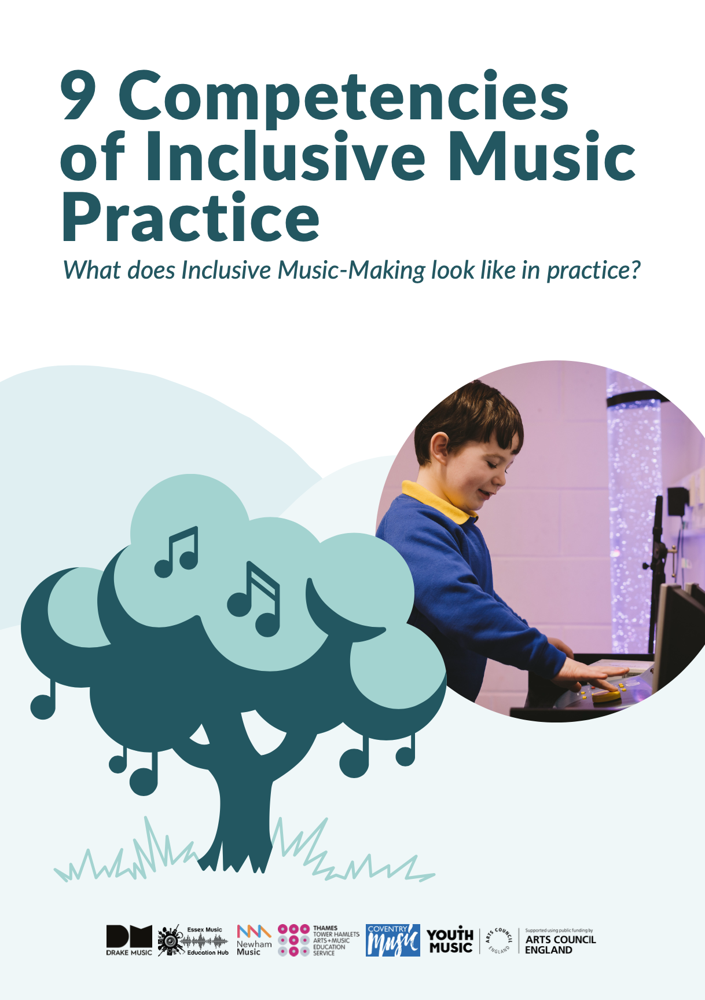 9 Competencies
of Inclusive Music
Practice
What does Inclusive Music-Making look like in practice?
DRAKE MUSIC
Essex Music
Education Hub
Newham
Music
THAMES
TOWER HAMLETS
ARTS+MUSIC
EDUCATION
SERVICE
COVENTRY
Music
YOUTH
MUSIC
ARTS COUNCIL
ENGLAND
Supported using public funding by
ARTS COUNCIL
ENGLAND